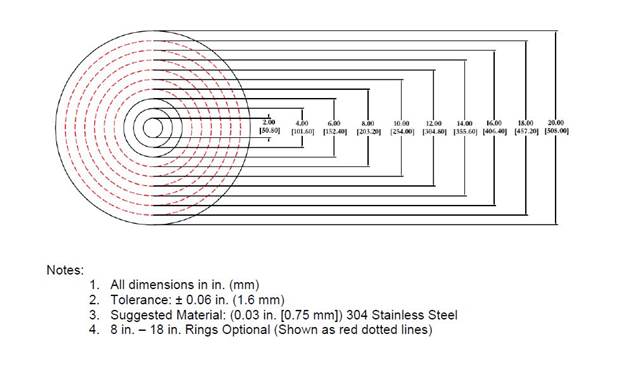 2.00 4.00 6.00 8.00 10.00 12.00 14.00 16.00 18.00 20.00
[50.80] [101.60] [152.40] [203.20] [254.00] [304.80] [355.60] [406.40] [457.20] [508.00]
Notes:
1. All dimensions in in. (mm)
2. Tolerance: ± 0.06 in. (1.6 mm)
3. Suggested Material: (0.03 in. [0.75 mm]) 304 Stainless Steel
4. 8 in. – 18 in. Rings Optional (Shown as red dotted lines)